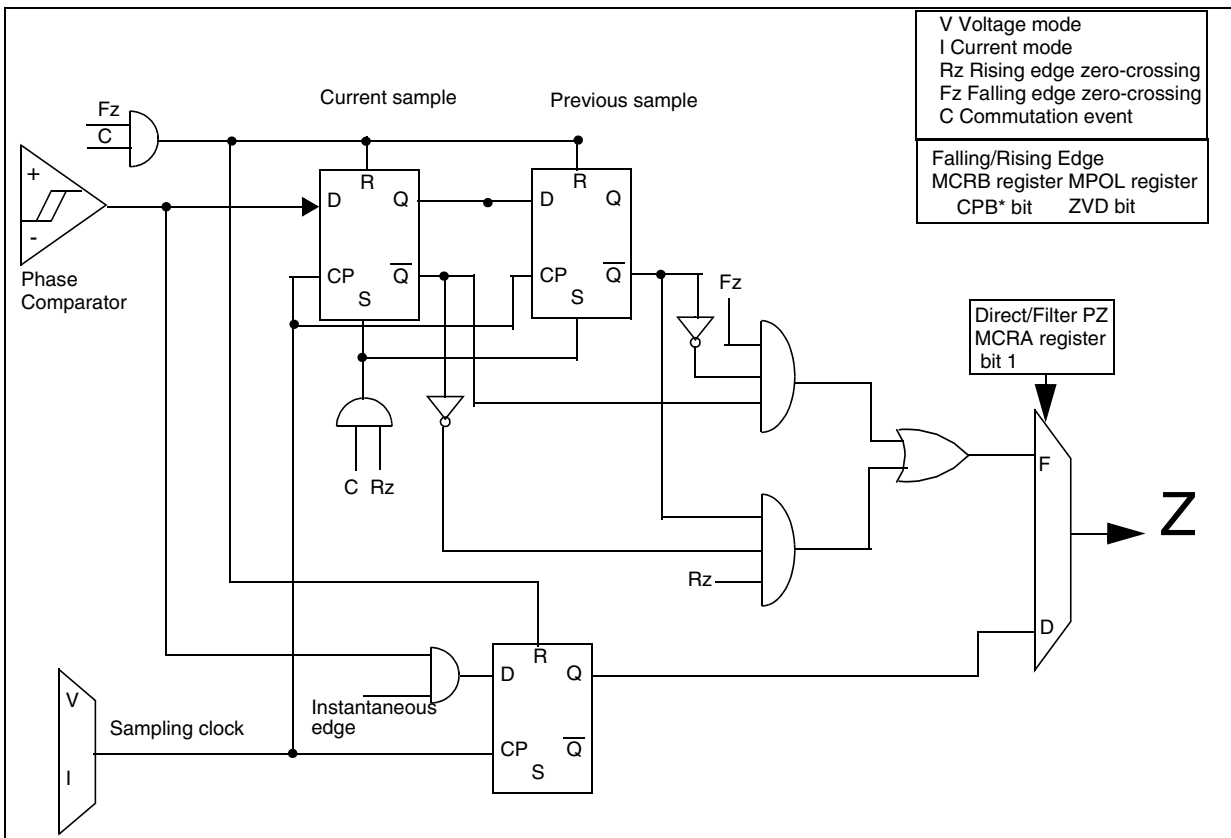 V Voltage mode
I Current mode
Rz Rising edge zero-crossing
Fz Falling edge zero-crossing
C Commutation event
Falling/Rising Edge
MCRB register MPOL register
CPB* bit ZVD bit
Current sample
Previous sample
Fz
C
+
-
Phase
Comparator
R
D Q
CP Q
S
R
D Q
CP Q
S
Fz
Direct/Filter PZ
MCRA register
bit 1
C Rz
F
Z
Rz
D
R
D Q
Instantaneous
edge
CP Q
S
V
Sampling clock
I